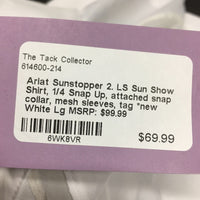 The Tack Collector
614600-214
Ariat Sunstopper 2. LS Sun Show
Shirt, 1/4 Snap Up, attached snap
collar, mesh sleeves, tag *new
White Lg MSRP: $99.99
$69.99
6WK8VR